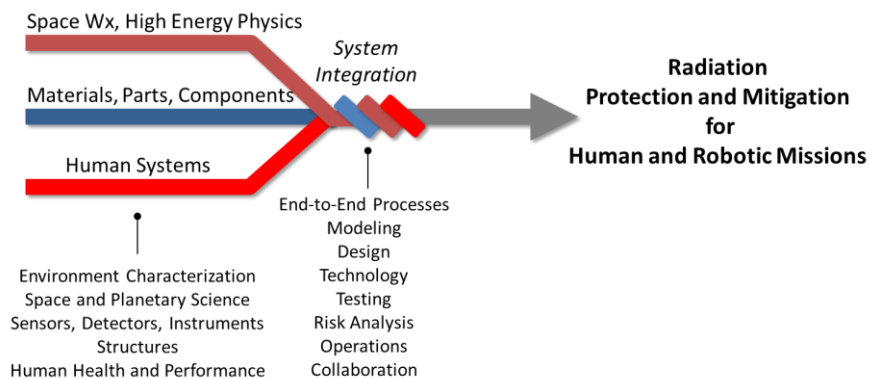 Space Wx, High Energy Physics
System
Integration
Materials, Parts, Components
Human Systems
Radiation
Protection and Mitigation
for
Human and Robotic Missions
Environment Characterization
Space and Planetary Science
Sensors, Detectors, Instruments
Structures
Human Health and Performance
End-to-End Processes
Modeling
Design
Technology
Testing
Risk Analysis
Operations
Collaboration